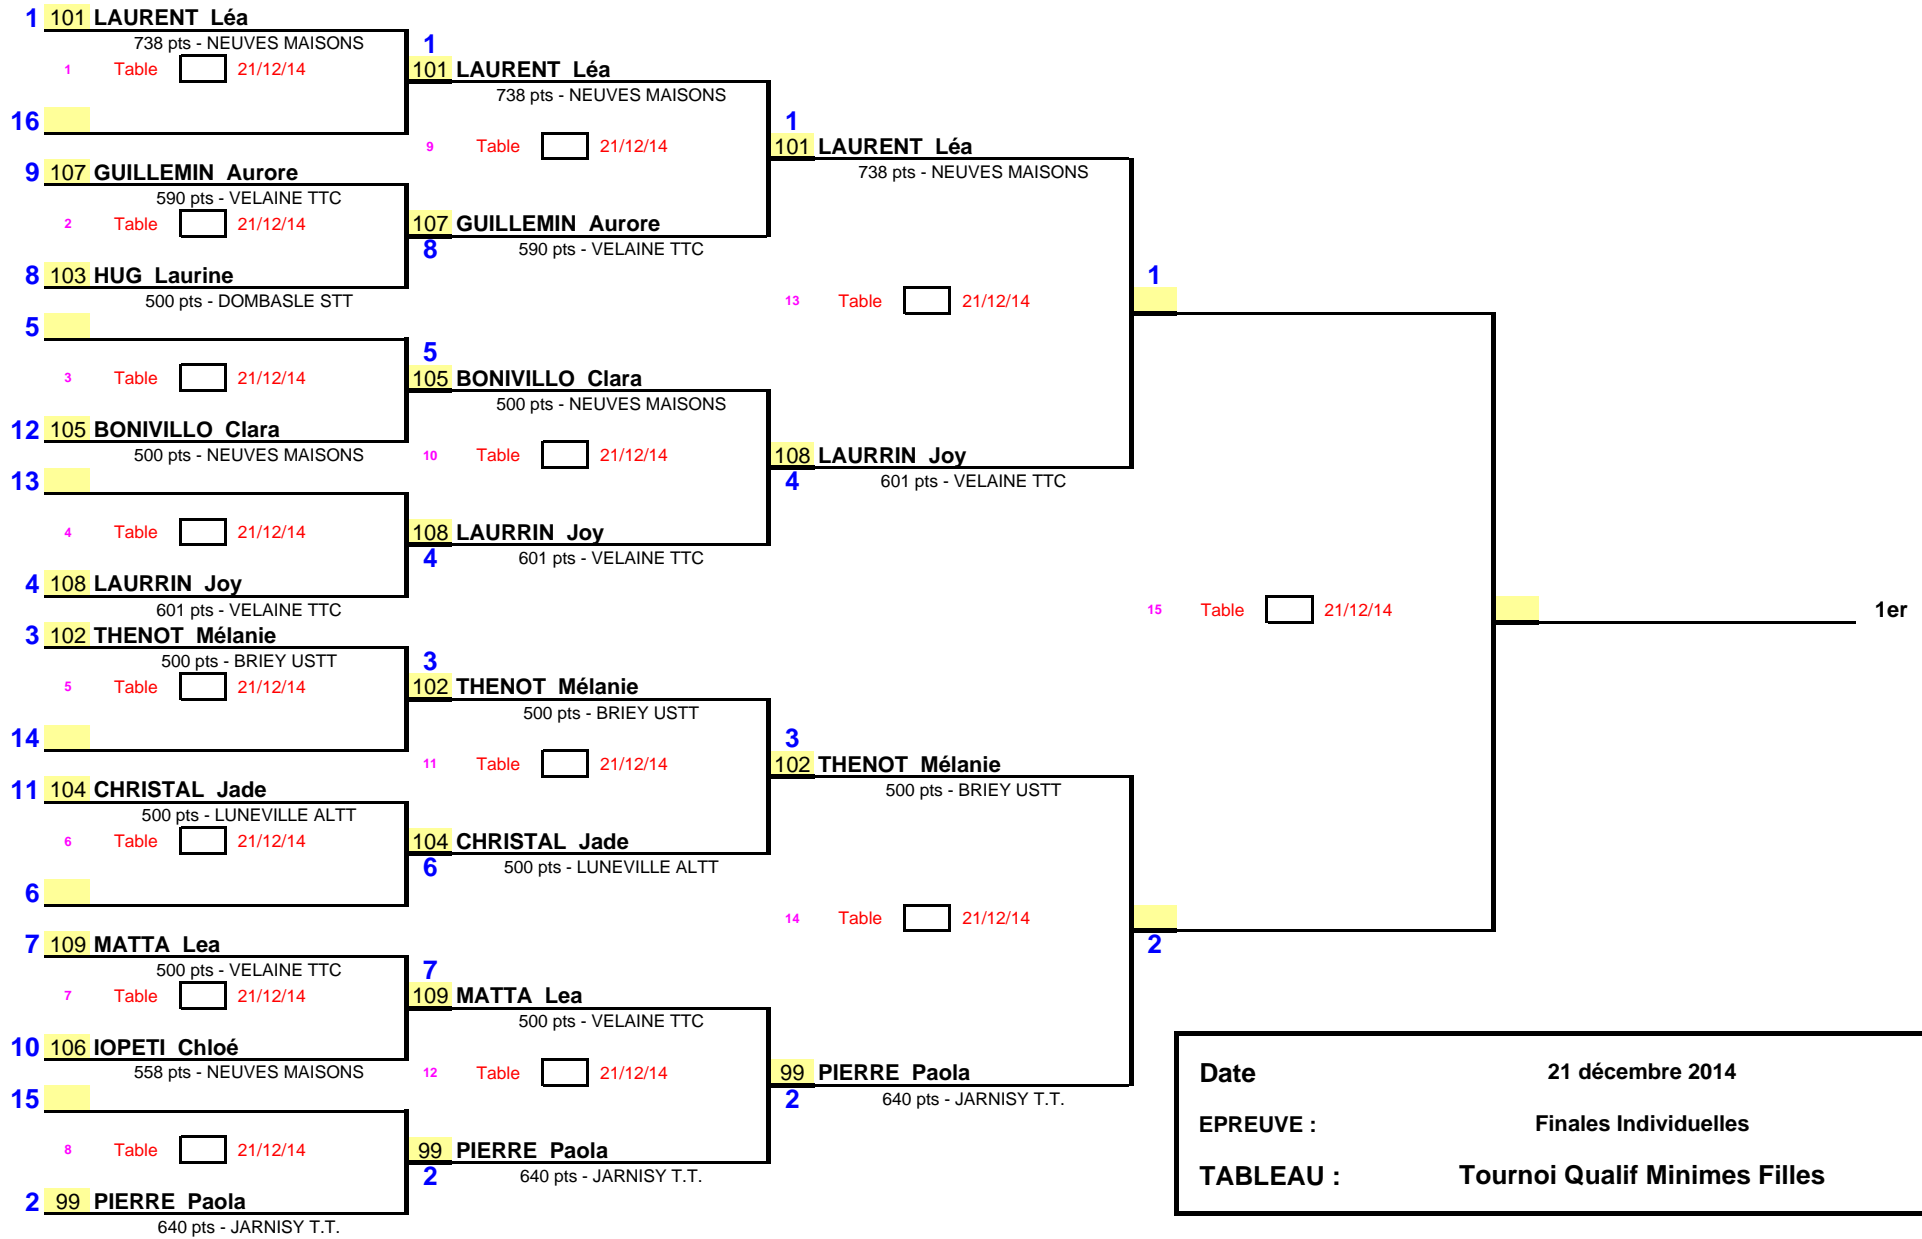 1 101 LAURENT Léa
738 pts - NEUVES MAISONS
1 Table 21/12/14
16
9 107 GUILLEMIN Aurore
590 pts - VELAINE TTC
2 Table 21/12/14
8 103 HUG Laurine
500 pts - DOMBASLE STT
5
3 Table 21/12/14
12 105 BONIVILLO Clara
500 pts - NEUVES MAISONS
13
4 Table 21/12/14
4 108 LAURRIN Joy
601 pts - VELAINE TTC
3 102 THENOT Mélanie
500 pts - BRIEY USTT
5 Table 21/12/14
14
11 104 CHRISTAL Jade
500 pts - LUNEVILLE ALTT
6 Table 21/12/14
6
7 109 MATTA Lea
500 pts - VELAINE TTC
7 Table 21/12/14
10 106 IOPETI Chloé
558 pts - NEUVES MAISONS
15
8 Table 21/12/14
2 99 PIERRE Paola
640 pts - JARNISY T.T.
1
101 LAURENT Léa
738 pts - NEUVES MAISONS
9 Table 21/12/14
107 GUILLEMIN Aurore
8 590 pts - VELAINE TTC
5
105 BONIVILLO Clara
500 pts - NEUVES MAISONS
10 Table 21/12/14
108 LAURRIN Joy
4 601 pts - VELAINE TTC
3
102 THENOT Mélanie
500 pts - BRIEY USTT
11 Table 21/12/14
104 CHRISTAL Jade
6 500 pts - LUNEVILLE ALTT
7
109 MATTA Lea
500 pts - VELAINE TTC
12 Table 21/12/14
99 PIERRE Paola
2 640 pts - JARNISY T.T.
1
101 LAURENT Léa
738 pts - NEUVES MAISONS
13 Table 21/12/14
108 LAURRIN Joy
4 601 pts - VELAINE TTC
3
102 THENOT Mélanie
500 pts - BRIEY USTT
14 Table 21/12/14
99 PIERRE Paola
2 640 pts - JARNISY T.T.
1
15 Table 21/12/14
2
1er
Date 21 décembre 2014
EPREUVE : Finales Individuelles
TABLEAU : Tournoi Qualif Minimes Filles